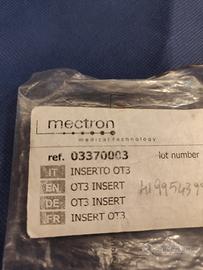 mectron
medical technology
ref. 03370003 lot number
IT INSERTO OT3
EN OT3 INSERT
DE OT3 INSERT
FR INSERT OT3